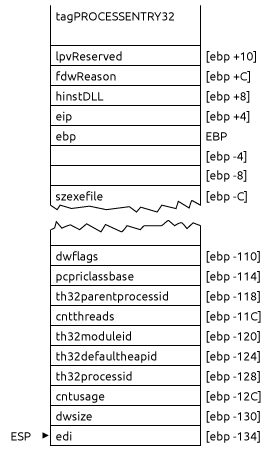 tagPROCESSENTRY32
lpvReserved [ebp +10]
fdwReason [ebp +C]
hinstDLL [ebp +8]
eip [ebp +4]
ebp EBP
[ebp -4]
[ebp -8]
szexefile [ebp -C]
dwflags [ebp -110]
pcpriclassbase [ebp -114]
th32parentprocessid [ebp -118]
cntthreads [ebp -11C]
th32moduleid [ebp -120]
th32defaultheapid [ebp -124]
th32processid [ebp -128]
cntusage [ebp -12C]
dwsize [ebp -130]
ESP edi [ebp -134]